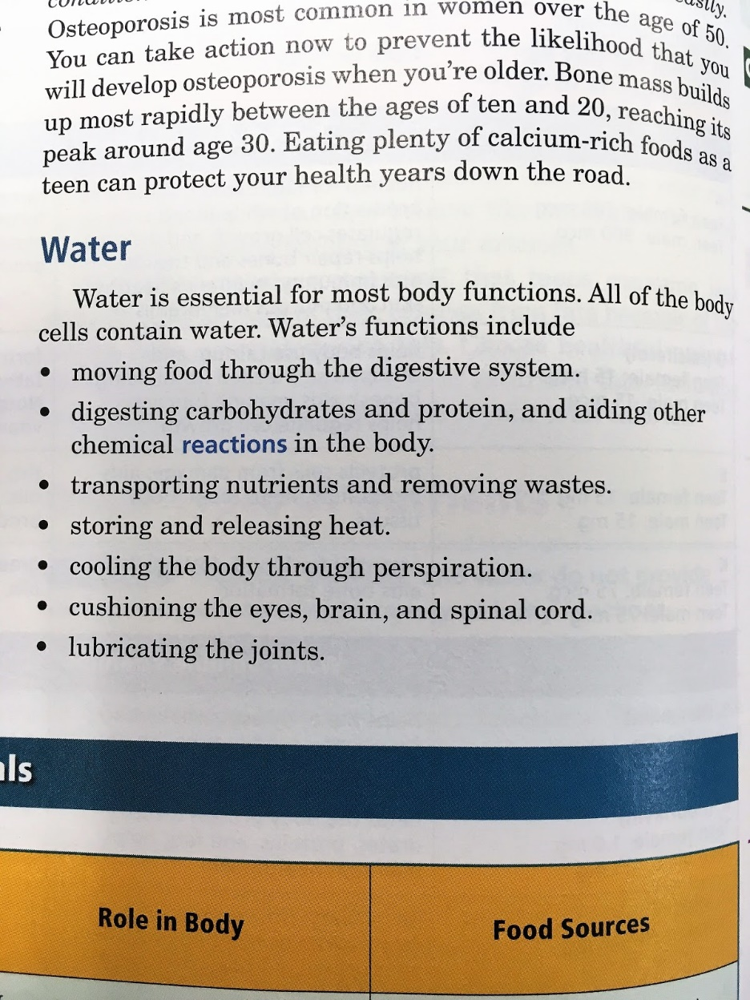 Osteoporosis is most common in women over the age of 50.
You can take action now to prevent the likelihood that you
will develop osteoporosis when you're older. Bone mass builds
up most rapidly between the ages of ten and 20, reaching its
peak around age 30. Eating plenty of calcium-rich foods as a
teen can protect your health years down the road.
Water
Water is essential for most body functions. All of the body
cells contain water. Water's functions include
• moving food through the digestive system.
• digesting carbohydrates and protein, and aiding other
chemical reactions in the body.
• transporting nutrients and removing wastes.
• storing and releasing heat.
• cooling the body through perspiration.
• cushioning the eyes, brain, and spinal cord.
• lubricating the joints.
als
Role in Body
Food Sources